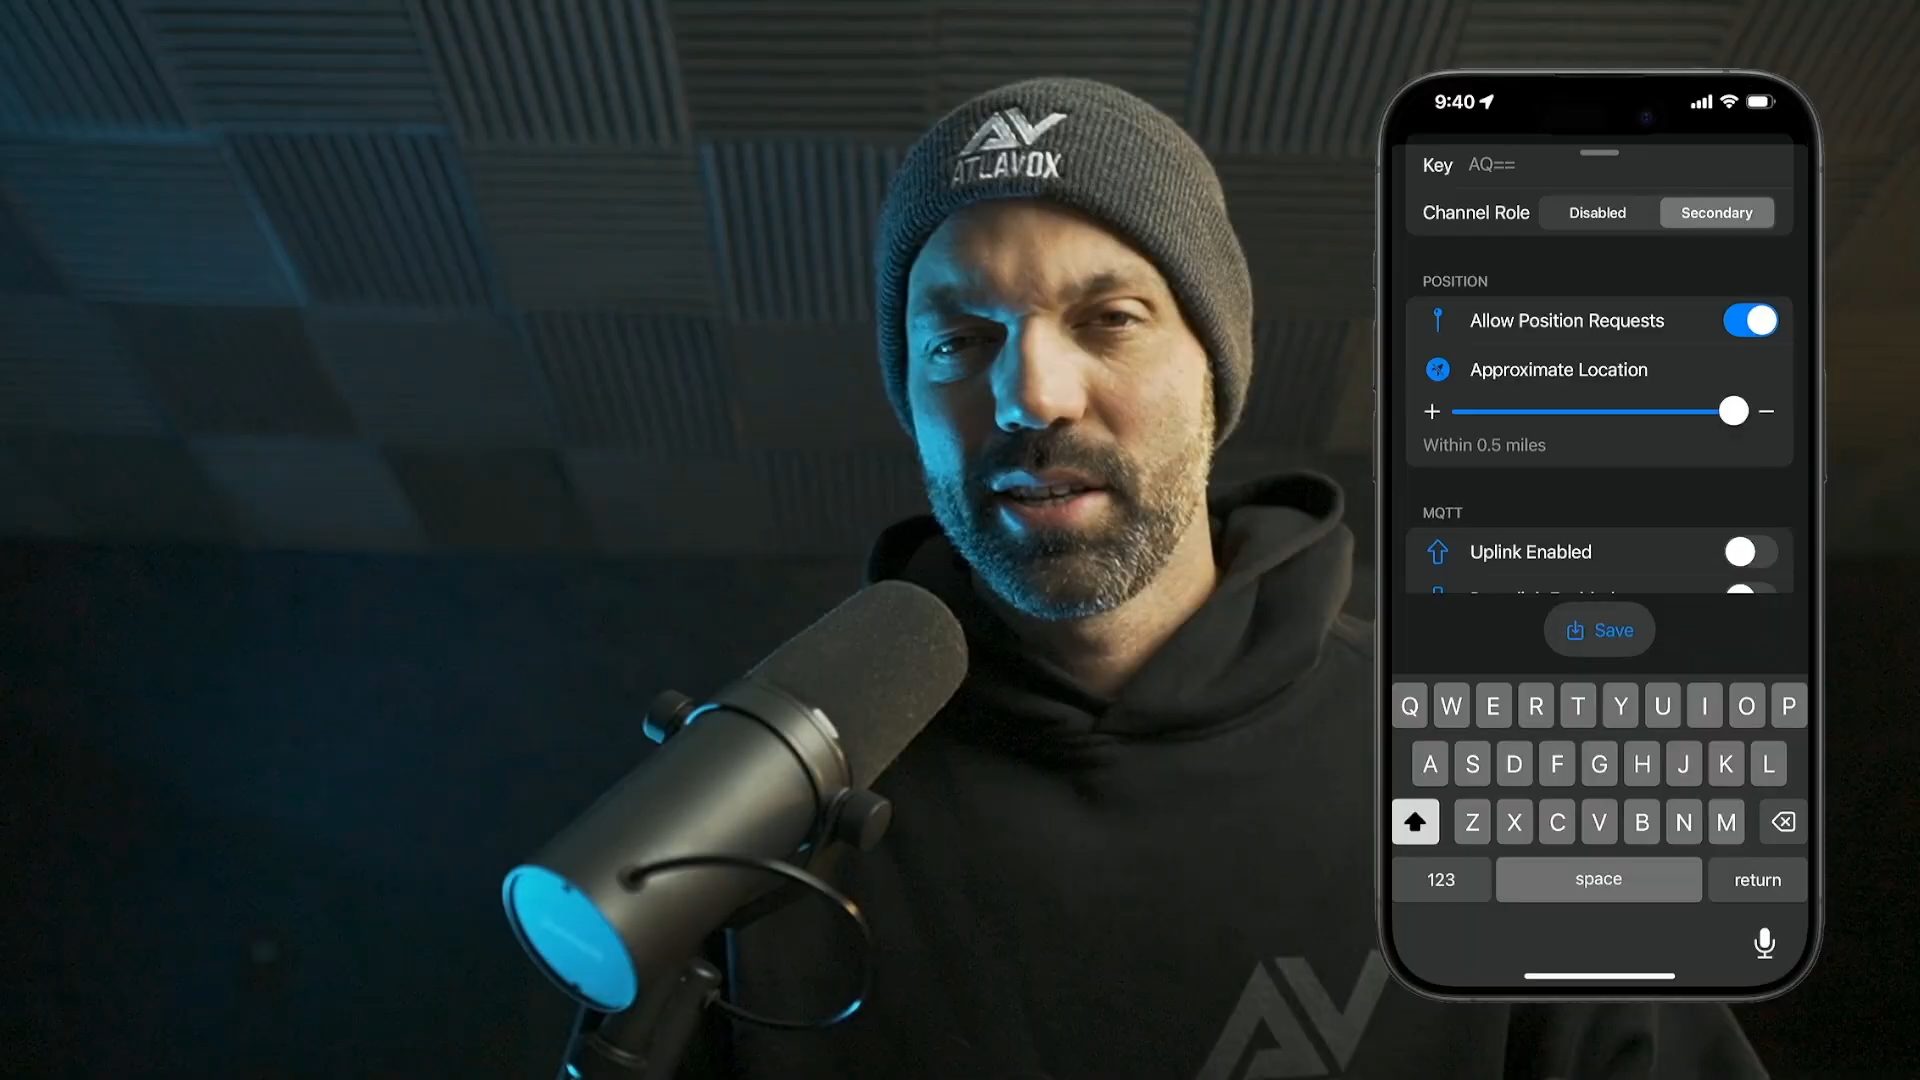 ATLAVOX
9:40
Key AQ==
Channel Role Disabled Secondary
POSITION
Allow Position Requests
Approximate Location
+ −
Within 0.5 miles
MQTT
Uplink Enabled
Save
Q W E R T Y U I O P
A S D F G H J K L
Z X C V B N M
123 space return
AV